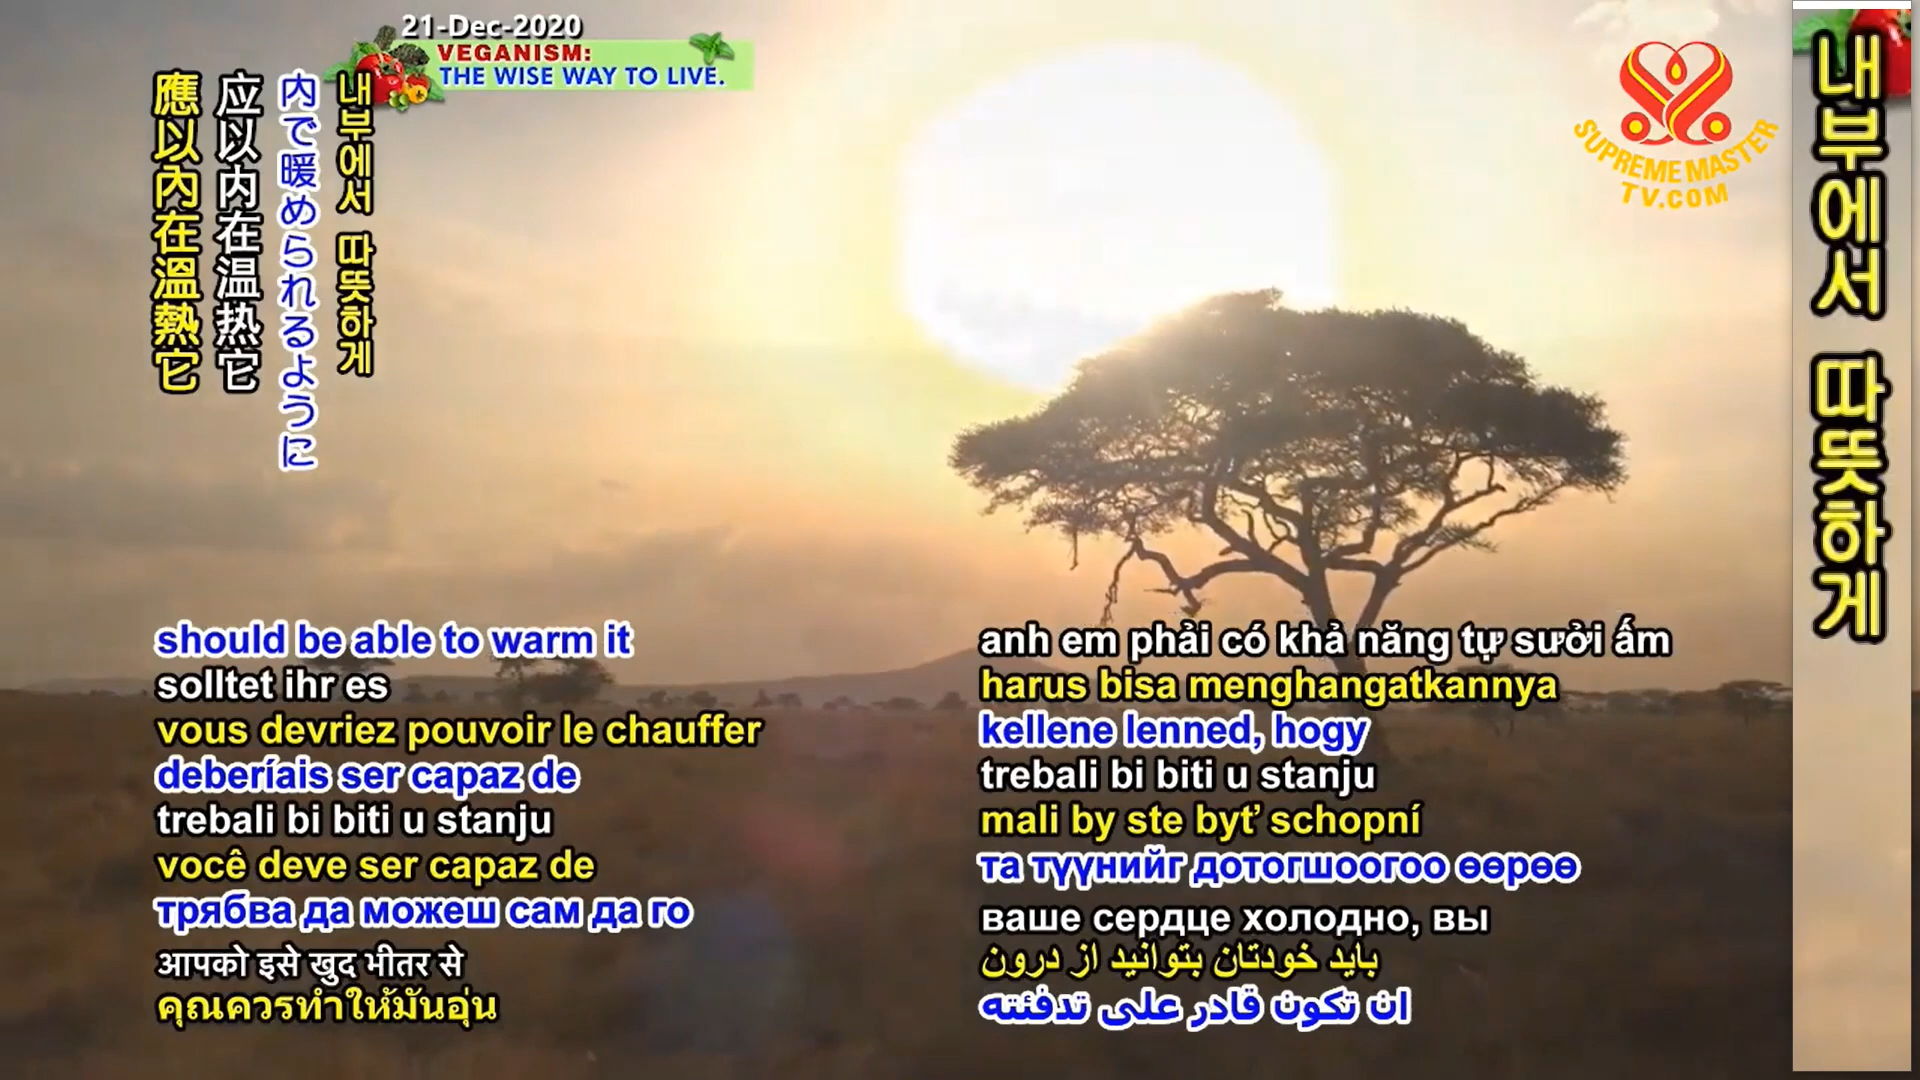 21-Dec-2020
VEGANISM:
THE WISE WAY TO LIVE.
SUPREME MASTER
TV.COM
應以內在溫熱它
应以内在温热它
内で暖められるように
내부에서 따뜻하게
내부에서 따뜻하게
should be able to warm it
solltet ihr es
vous devriez pouvoir le chauffer
deberíais ser capaz de
trebali bi biti u stanju
você deve ser capaz de
трябва да можеш сам да го
आपको इसे खुद भीतर से
คุณควรทำให้มันอุ่น
anh em phải có khả năng tự sưởi ấm
harus bisa menghangatkannya
kellene lenned, hogy
trebali bi biti u stanju
mali by ste byť schopní
та түүнийг дотогшоогоо өөрөө
ваше сердце холодно, вы
باید خودتان بتوانید از درون
ان تكون قادر على تدفئته